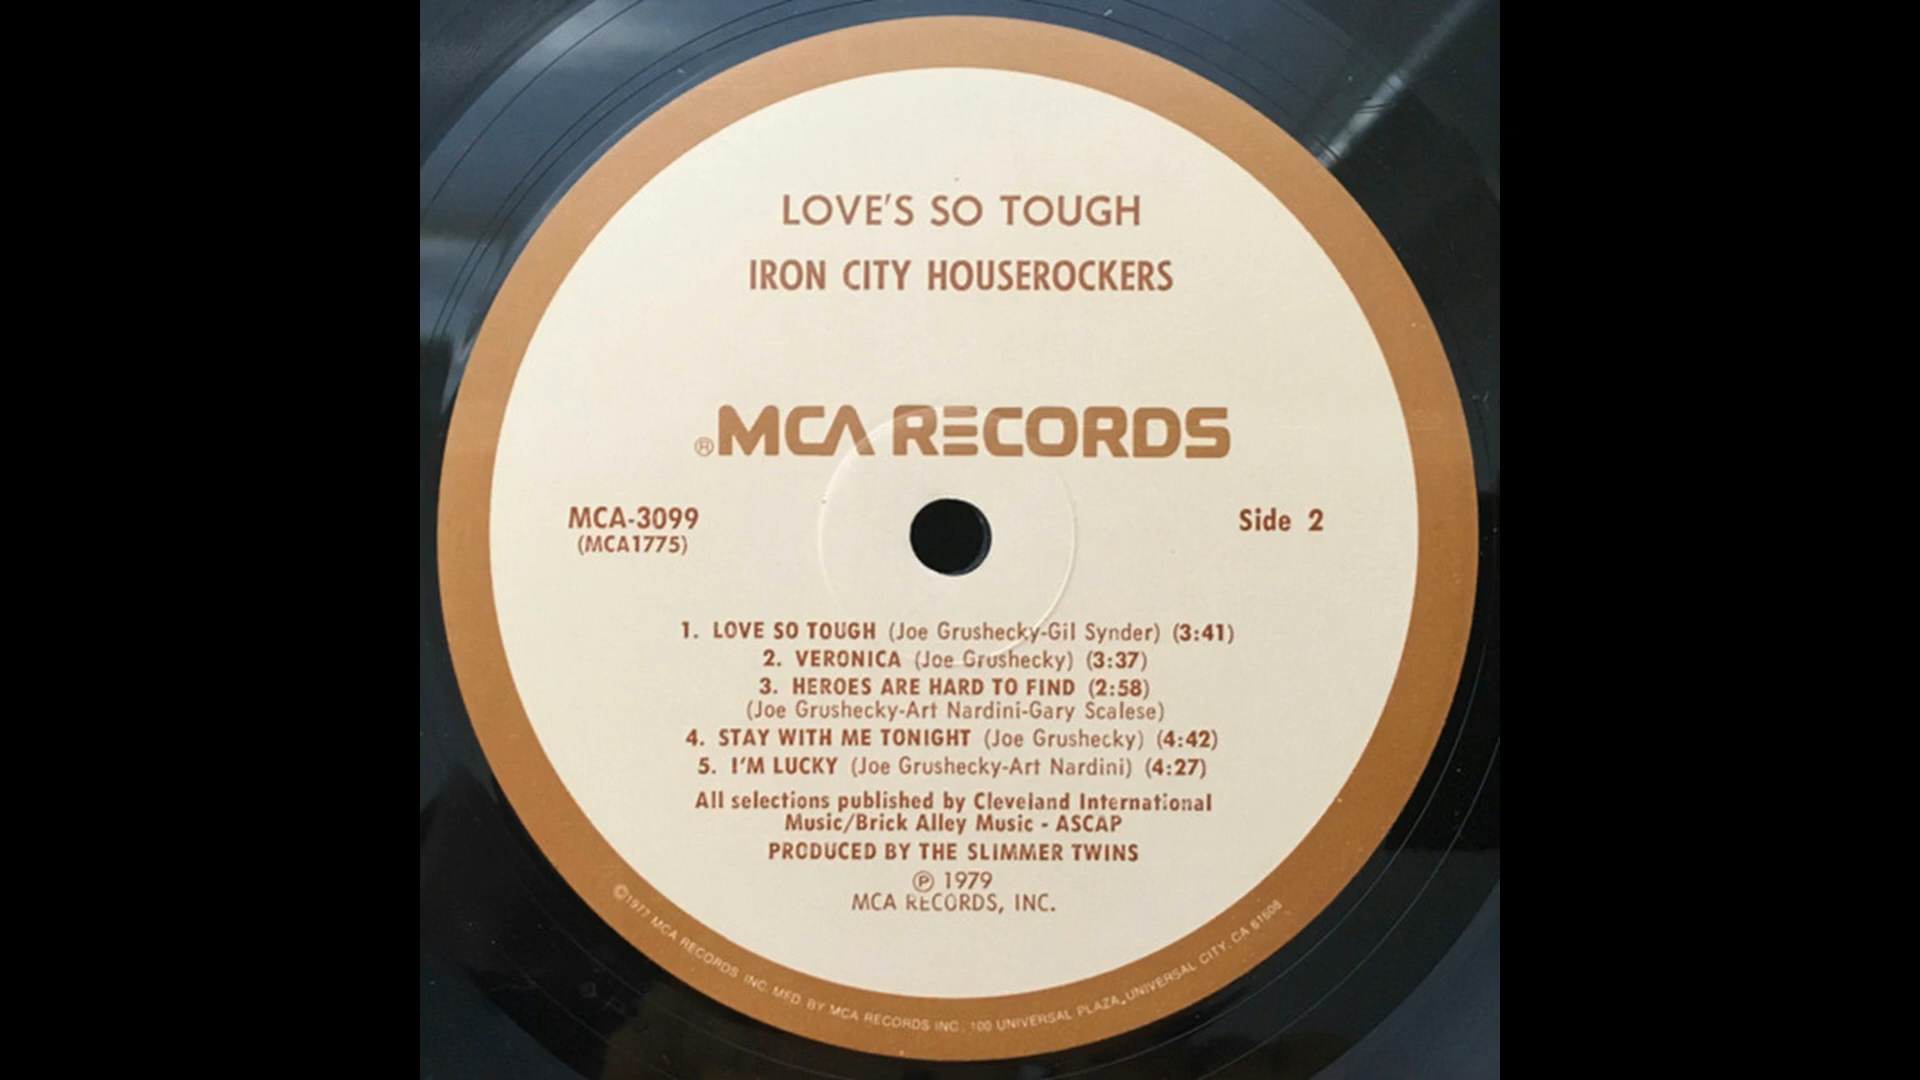 LOVE'S SO TOUGH
IRON CITY HOUSEROCKERS
®MCA RECORDS
MCA-3099
(MCA1775)
Side 2
1. LOVE SO TOUGH (Joe Grushecky-Gil Synder) (3:41)
2. VERONICA (Joe Grushecky) (3:37)
3. HEROES ARE HARD TO FIND (2:58)
(Joe Grushecky-Art Nardini-Gary Scalese)
4. STAY WITH ME TONIGHT (Joe Grushecky) (4:42)
5. I'M LUCKY (Joe Grushecky-Art Nardini) (4:27)
All selections published by Cleveland International
Music/Brick Alley Music - ASCAP
PRODUCED BY THE SLIMMER TWINS
Ⓟ 1979
MCA RECORDS, INC.
©1977 MCA RECORDS INC. MFD. BY MCA RECORDS INC. 100 UNIVERSAL PLAZA, UNIVERSAL CITY, CA 61608